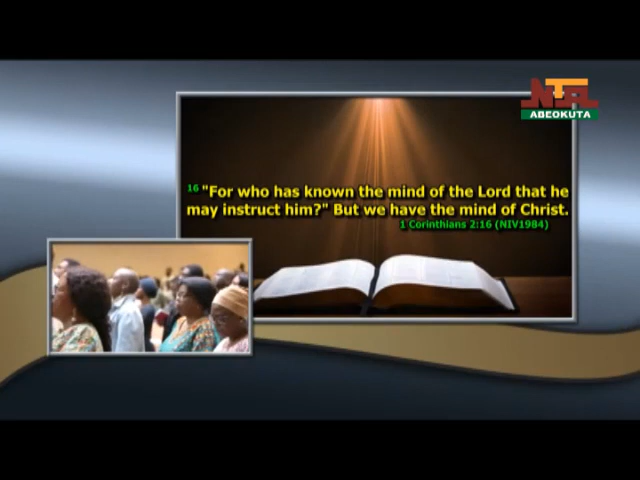 NTA
ABEOKUTA
16 "For who has known the mind of the Lord that he
may instruct him?" But we have the mind of Christ.
1 Corinthians 2:16 (NIV1984)